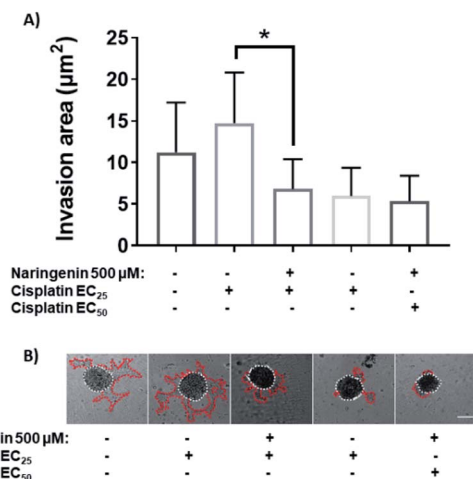 A)
*
Invasion area (µm²)
25
20
15
10
5
0
Naringenin 500 µM: - - + - +
Cisplatin EC₂₅ - + + + -
Cisplatin EC₅₀ - - - - +
B)
in 500 µM: - - + - +
EC₂₅ - + + + -
EC₅₀ - - - - +